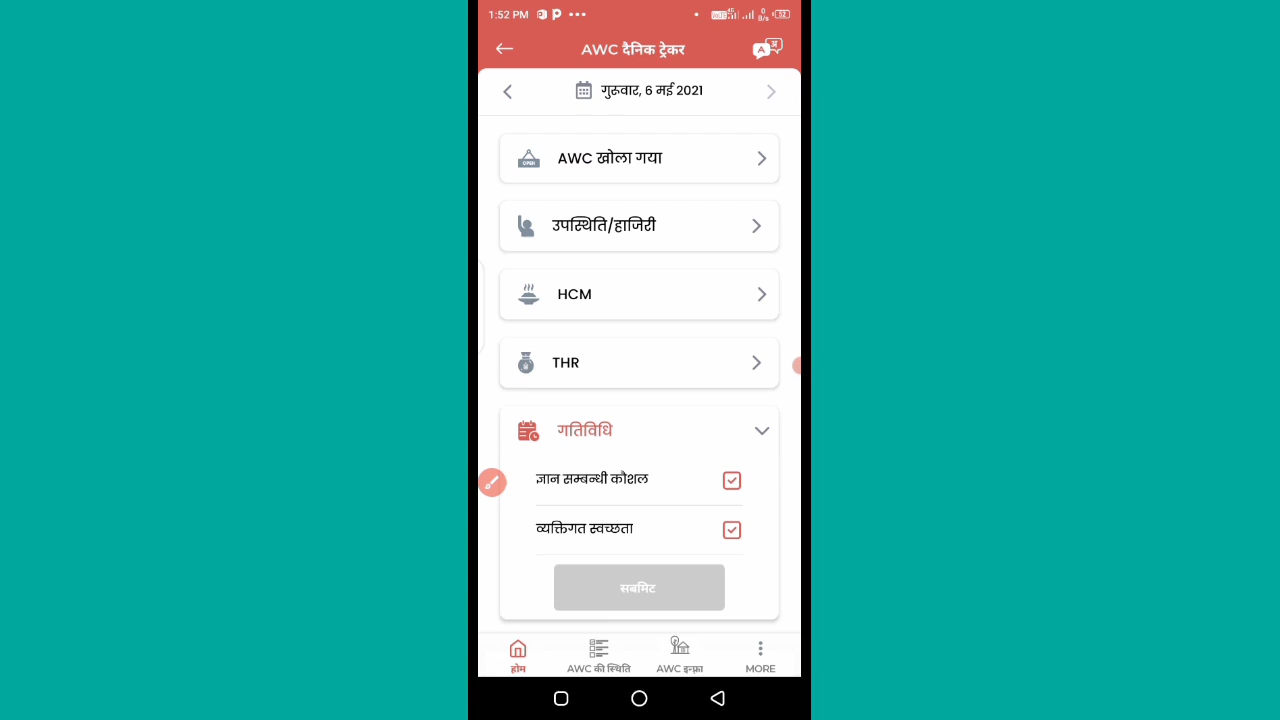 1:52 PM
AWC दैनिक ट्रेकर
गुरूवार, 6 मई 2021
OPEN
AWC खोला गया
उपस्थिति/हाजिरी
HCM
THR
गतिविधि
ज्ञान सम्बन्धी कौशल
व्यक्तिगत स्वच्छता
सबमिट
होम
AWC की स्थिति
AWC इन्फ्रा
MORE